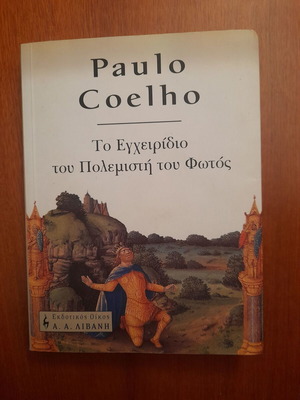 Paulo
Coelho
Το Εγχειρίδιο
του Πολεμιστή του Φωτός
Εκδοτικός Οίκος
Α. Α. ΛΙΒΑΝΗ